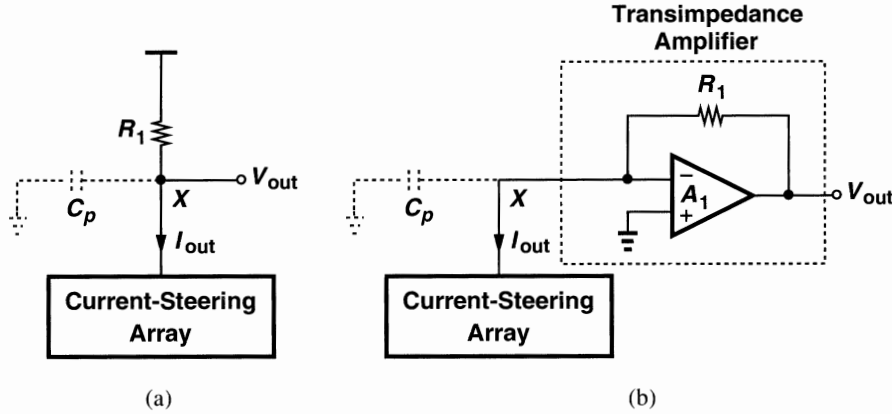 Transimpedance
Amplifier
R1
Vout
Cp
X
Iout
Current-Steering
Array
(a)
R1
A1
−
+
Vout
Cp
X
Iout
Current-Steering
Array
(b)